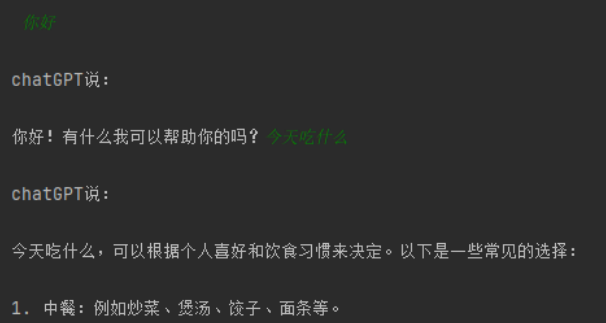 你好
chatGPT说：
你好！有什么我可以帮助你的吗？今天吃什么
chatGPT说：
今天吃什么，可以根据个人喜好和饮食习惯来决定。以下是一些常见的选择：
1. 中餐：例如炒菜、煲汤、饺子、面条等。